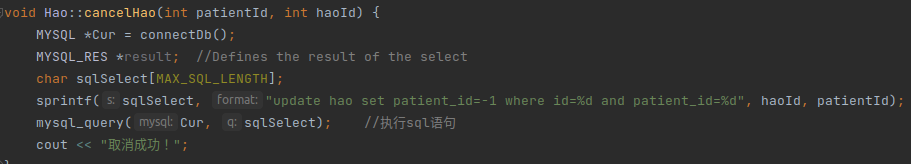 void Hao::cancelHao(int patientId, int haoId) {
MYSQL *Cur = connectDb();
MYSQL_RES *result;  //Defines the result of the select
char sqlSelect[MAX_SQL_LENGTH];
sprintf( s: sqlSelect, format: "update hao set patient_id=-1 where id=%d and patient_id=%d", haoId, patientId);
mysql_query( mysql: Cur, q: sqlSelect);    //执行sql语句
cout << "取消成功！";
}